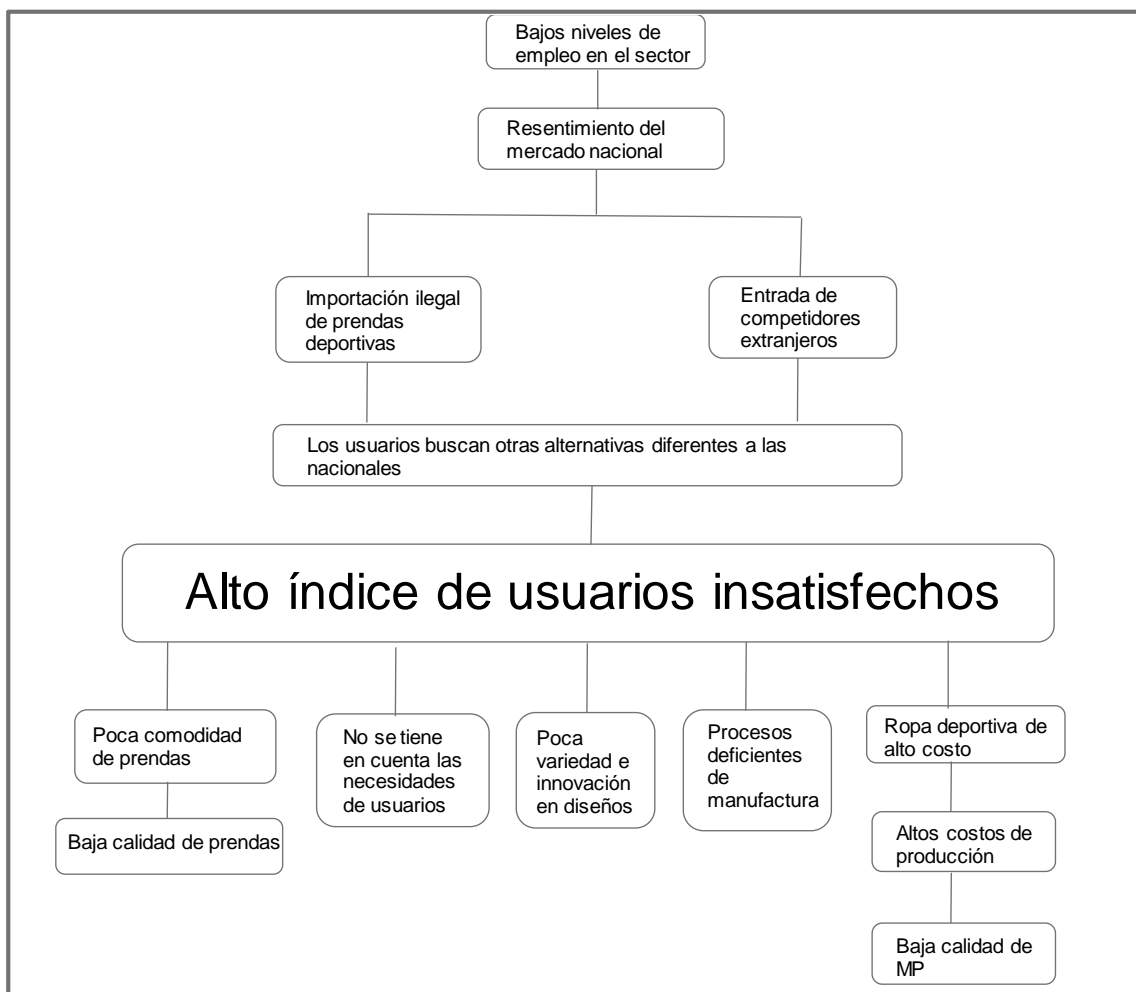 Bajos niveles de
empleo en el sector
Resentimiento del
mercado nacional
Importación ilegal
de prendas
deportivas
Entrada de
competidores
extranjeros
Los usuarios buscan otras alternativas diferentes a las
nacionales
Alto índice de usuarios insatisfechos
Poca comodidad
de prendas
No se tiene
en cuenta las
necesidades
de usuarios
Poca
variedad e
innovación
en diseños
Procesos
deficientes
de
manufactura
Ropa deportiva de
alto costo
Baja calidad de prendas
Altos costos de
producción
Baja calidad de
MP